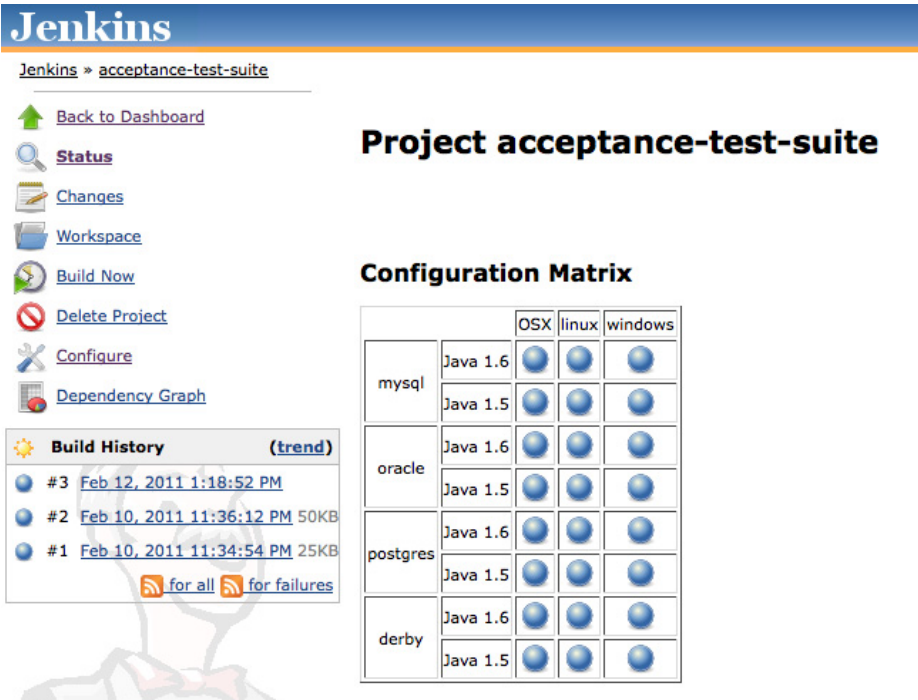 Jenkins
Jenkins » acceptance-test-suite
Back to Dashboard
Status
Changes
Workspace
Build Now
Delete Project
Configure
Dependency Graph
Build History (trend)
#3 Feb 12, 2011 1:18:52 PM
#2 Feb 10, 2011 11:36:12 PM 50KB
#1 Feb 10, 2011 11:34:54 PM 25KB
for all for failures
Project acceptance-test-suite
Configuration Matrix
OSX linux windows
mysql
Java 1.6
Java 1.5
oracle
Java 1.6
Java 1.5
postgres
Java 1.6
Java 1.5
derby
Java 1.6
Java 1.5